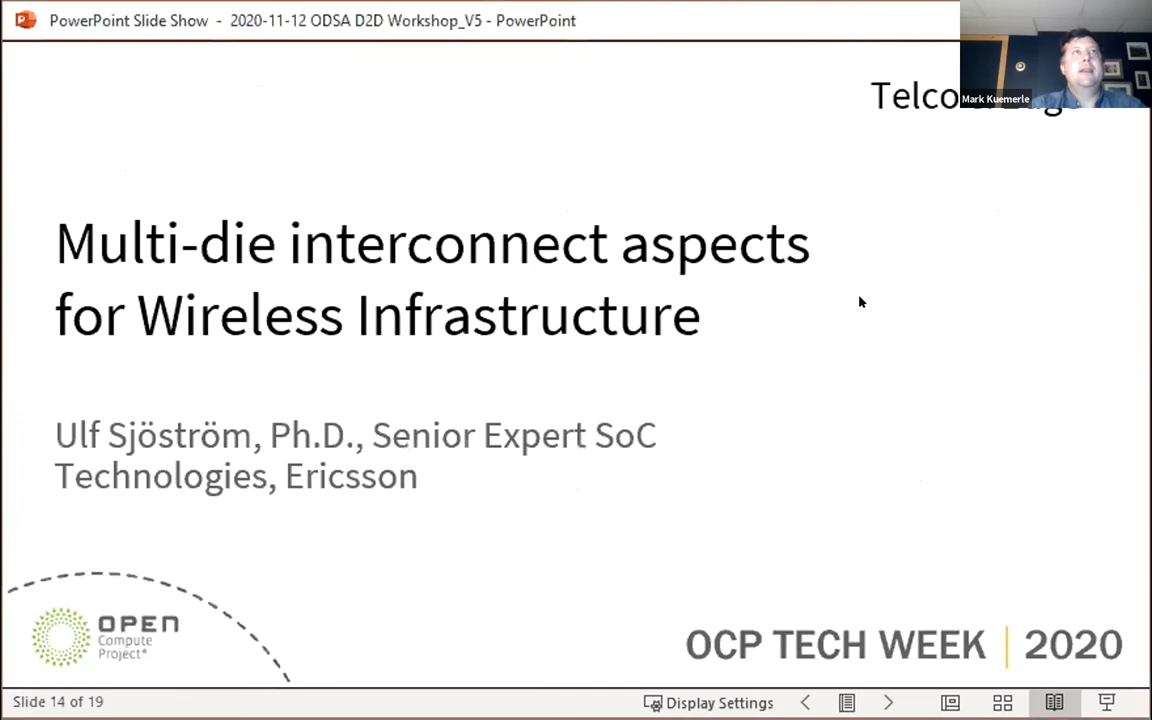 PowerPoint Slide Show - 2020-11-12 ODSA D2D Workshop_V5 - PowerPoint
Telco
Mark Kuemerle
Multi-die interconnect aspects
for Wireless Infrastructure
Ulf Sjöström, Ph.D., Senior Expert SoC
Technologies, Ericsson
OPEN
Compute
Project®
OCP TECH WEEK | 2020
Slide 14 of 19
Display Settings